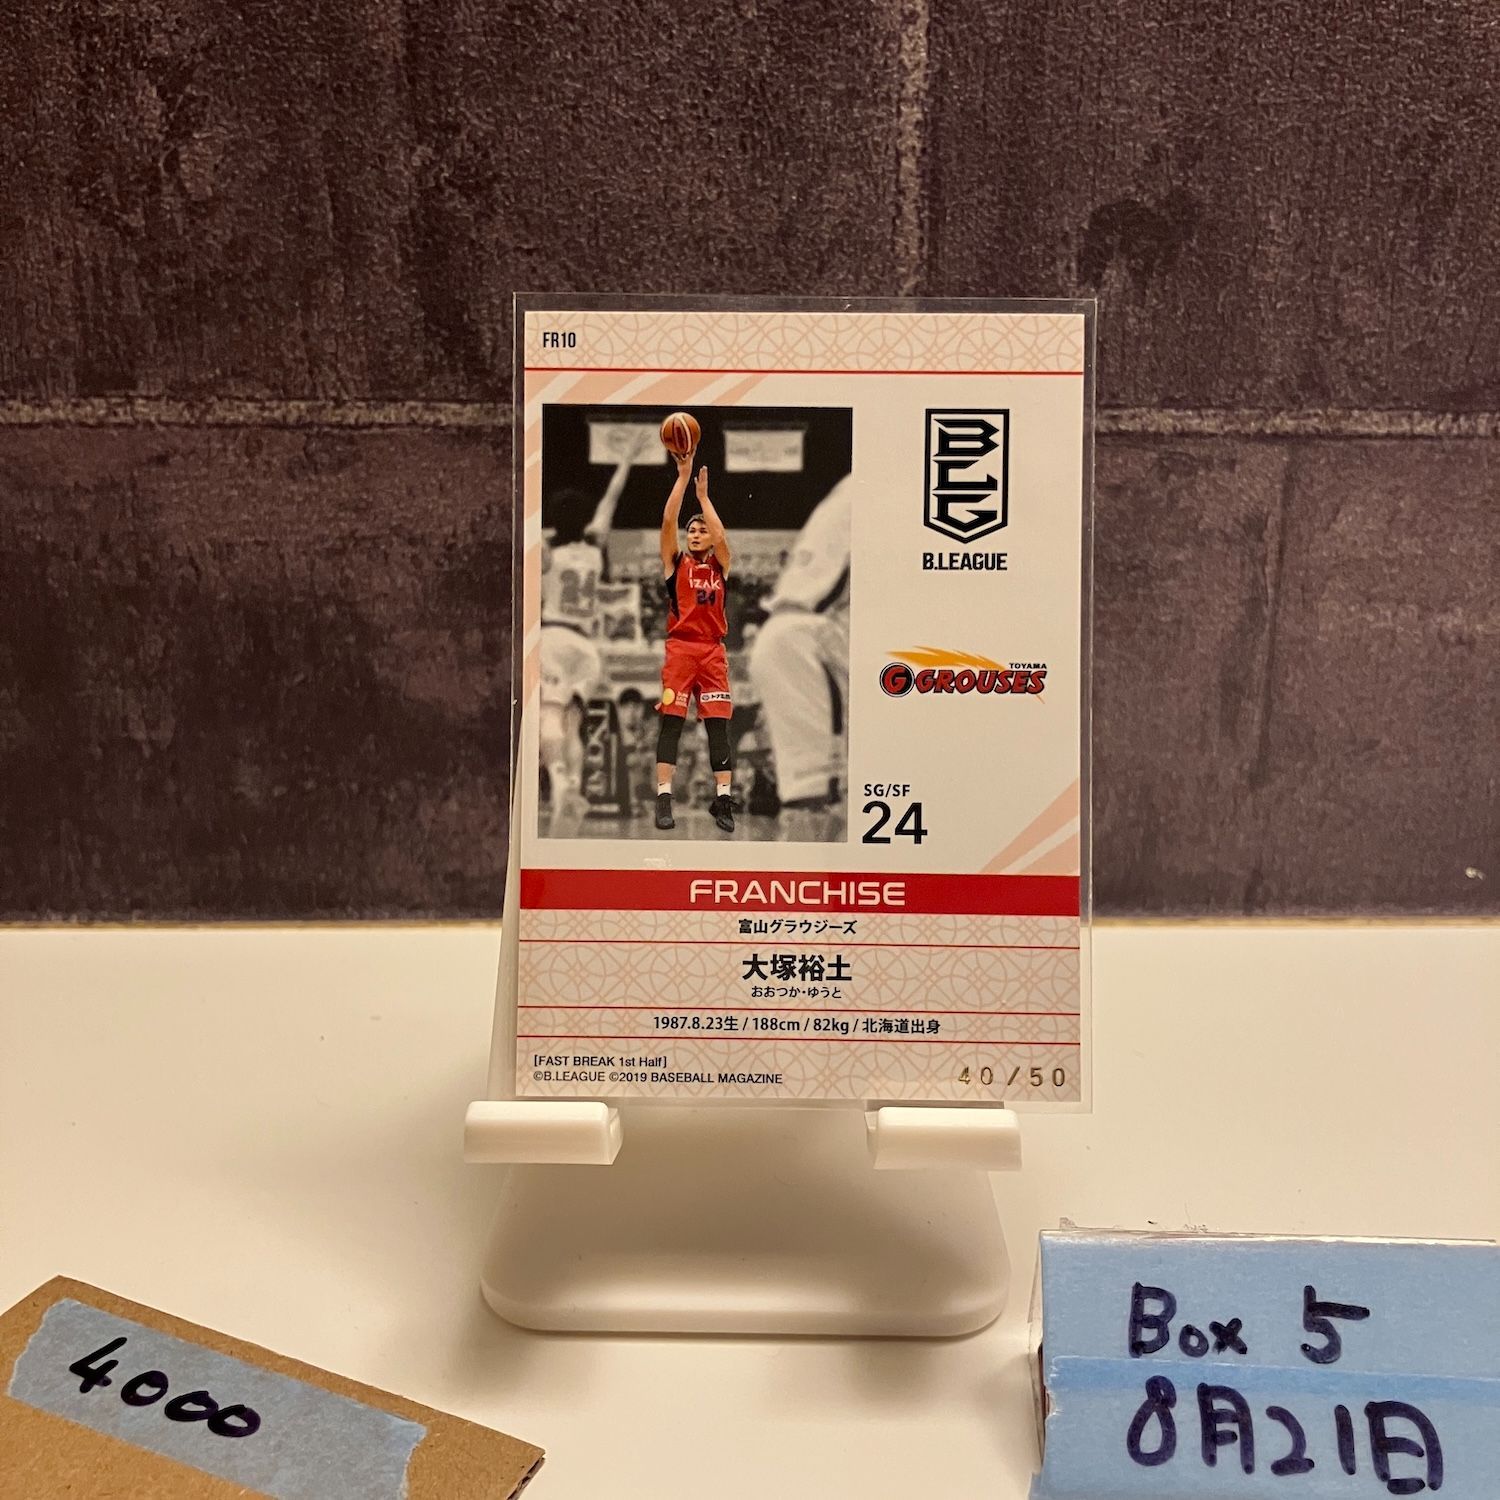 FR10
BLG
B.LEAGUE
TOYAMA
G GROUSES
24
SG/SF
24
FRANCHISE
富山グラウジーズ
大塚裕土
おおつか・ゆうと
1987.8.23生 / 188cm / 82kg / 北海道出身
[FAST BREAK 1st Half]
©B.LEAGUE ©2019 BASEBALL MAGAZINE
40/50
4000
Box 5
8月21日